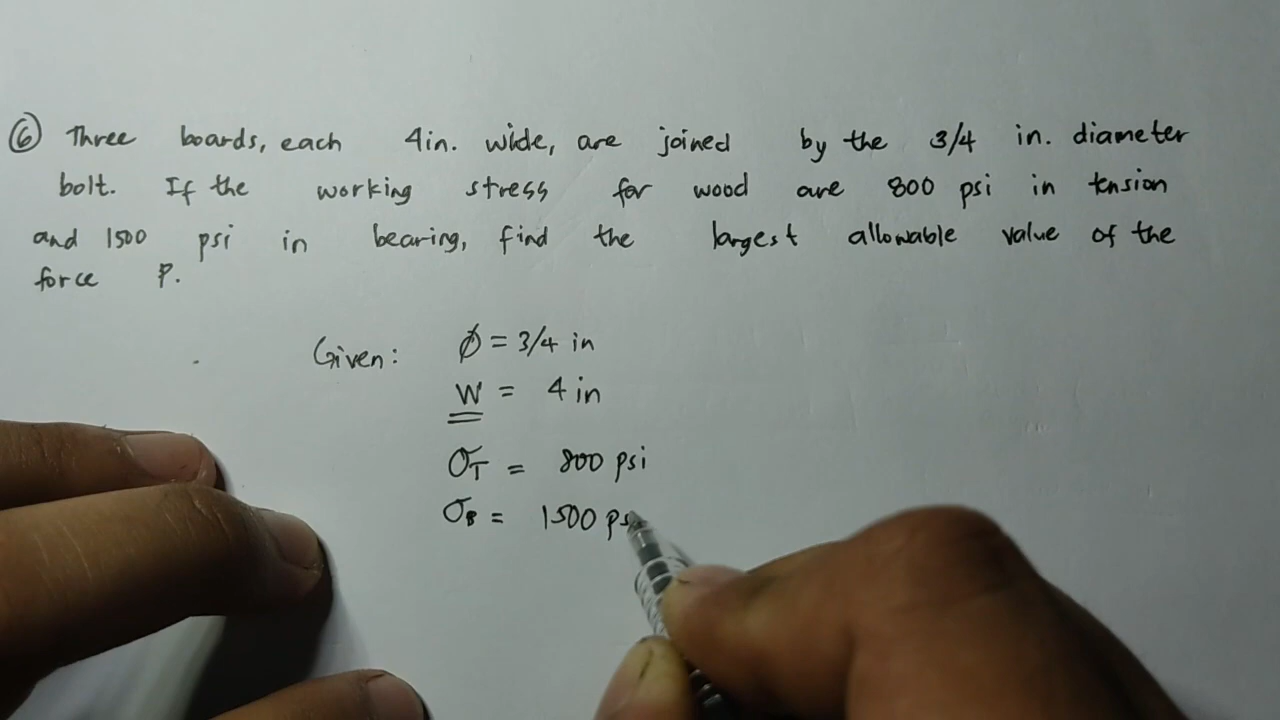 ⑥ Three boards, each 4in. wide, are joined by the 3/4 in. diameter
bolt. If the working stress for wood are 800 psi in tension
and 1500 psi in bearing, find the largest allowable value of the
force P.
Given: Ø = 3/4 in
W = 4 in
σT = 800 psi
σB = 1500 ps